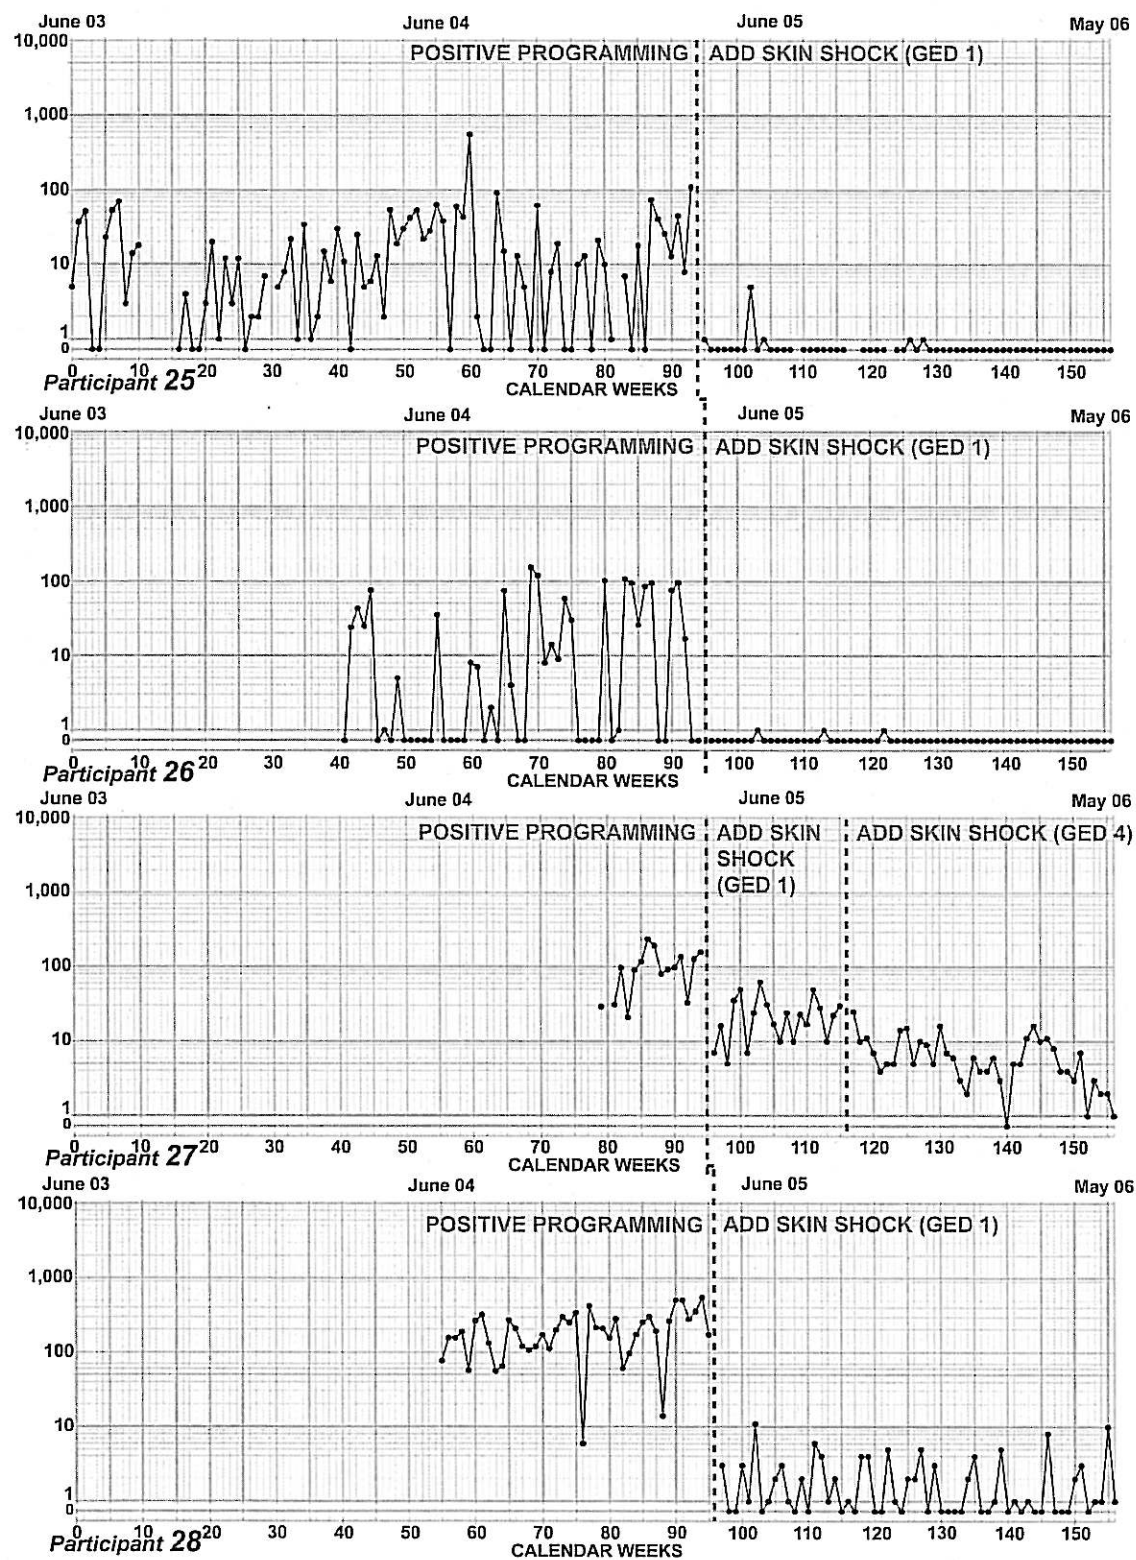 June 03 June 04 June 05 May 06
10,000
POSITIVE PROGRAMMING ADD SKIN SHOCK (GED 1)
1,000
100
10
1
0
0 10 20 30 40 50 60 70 80 90 100 110 120 130 140 150
Participant 25 CALENDAR WEEKS
June 03 June 04 June 05 May 06
10,000
POSITIVE PROGRAMMING ADD SKIN SHOCK (GED 1)
1,000
100
10
1
0
0 10 20 30 40 50 60 70 80 90 100 110 120 130 140 150
Participant 26 CALENDAR WEEKS
June 03 June 04 June 05 May 06
10,000
POSITIVE PROGRAMMING ADD SKIN ADD SKIN SHOCK (GED 4)
SHOCK
(GED 1)
1,000
100
10
1
0
0 10 20 30 40 50 60 70 80 90 100 110 120 130 140 150
Participant 27 CALENDAR WEEKS
June 03 June 04 June 05 May 06
10,000
POSITIVE PROGRAMMING ADD SKIN SHOCK (GED 1)
1,000
100
10
1
0
0 10 20 30 40 50 60 70 80 90 100 110 120 130 140 150
Participant 28 CALENDAR WEEKS